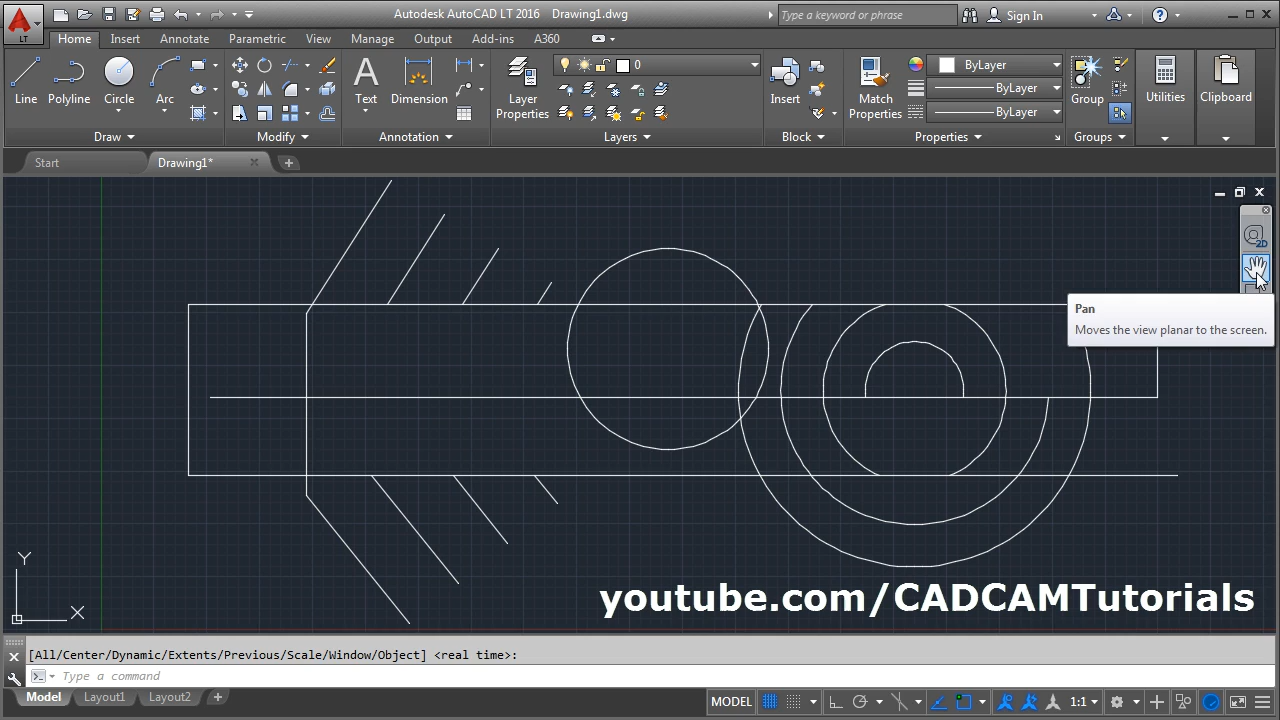 Autodesk AutoCAD LT 2016 Drawing1.dwg
Type a keyword or phrase
Sign In
LT
Home Insert Annotate Parametric View Manage Output Add-ins A360
0
ByLayer
ByLayer
ByLayer
Line Polyline Circle Arc
Text Dimension
Layer Properties
Insert
Match Properties
Group
Utilities
Clipboard
Draw Modify Annotation Layers Block Properties Groups
Start Drawing1*
2D
Pan
Moves the view planar to the screen.
Y
X
youtube.com/CADCAMTutorials
[All/Center/Dynamic/Extents/Previous/Scale/Window/Object] <real time>:
Type a command
Model Layout1 Layout2 +
MODEL 1:1